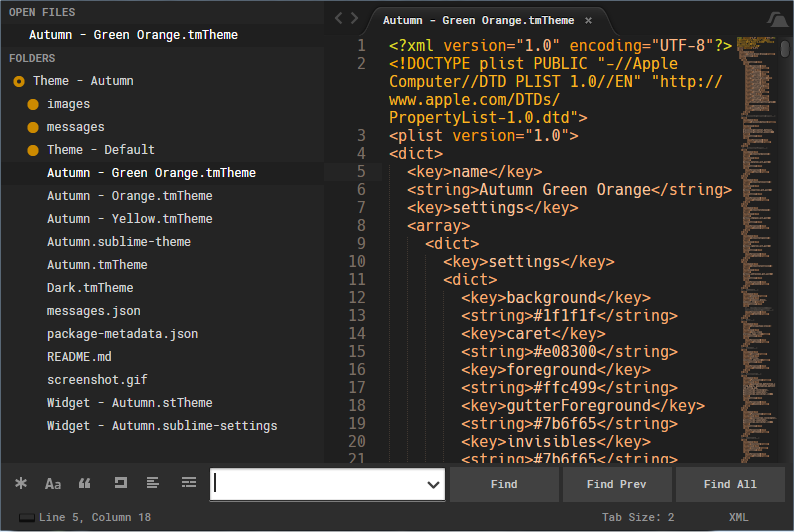 OPEN FILES
Autumn - Green Orange.tmTheme
FOLDERS
Theme - Autumn
images
messages
Theme - Default
Autumn - Green Orange.tmTheme
Autumn - Orange.tmTheme
Autumn - Yellow.tmTheme
Autumn.sublime-theme
Autumn.tmTheme
Dark.tmTheme
messages.json
package-metadata.json
README.md
screenshot.gif
Widget - Autumn.stTheme
Widget - Autumn.sublime-settings
Autumn - Green Orange.tmTheme ×
1 <?xml version="1.0" encoding="UTF-8"?>
2 <!DOCTYPE plist PUBLIC "-//Apple
Computer//DTD PLIST 1.0//EN" "http://
www.apple.com/DTDs/
PropertyList-1.0.dtd">
3 <plist version="1.0">
4 <dict>
5 <key>name</key>
6 <string>Autumn Green Orange</string>
7 <key>settings</key>
8 <array>
9 <dict>
10 <key>settings</key>
11 <dict>
12 <key>background</key>
13 <string>#1f1f1f</string>
14 <key>caret</key>
15 <string>#e08300</string>
16 <key>foreground</key>
17 <string>#ffc499</string>
18 <key>gutterForeground</key>
19 <string>#7b6f65</string>
20 <key>invisibles</key>
21 <string>#7b6f65</string>
Aa
Find
Find Prev
Find All
Line 5, Column 18
Tab Size: 2
XML